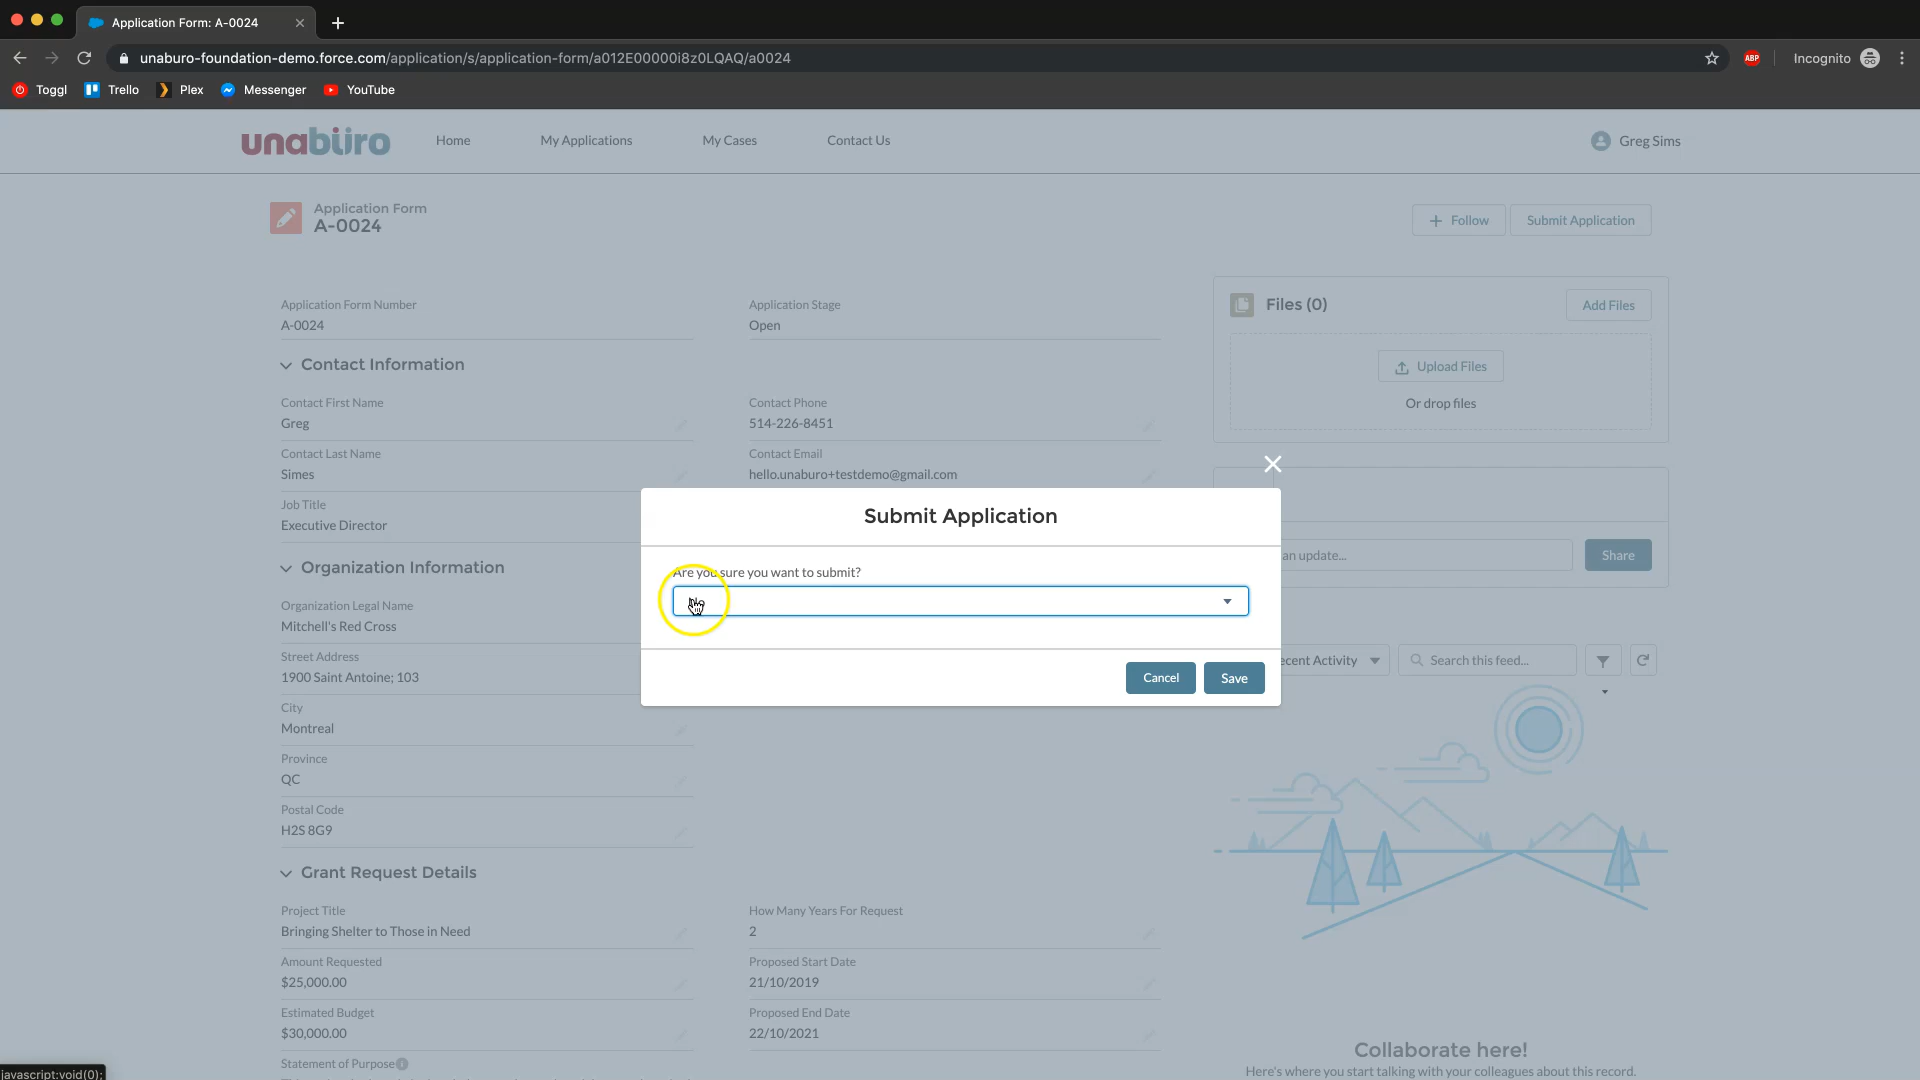 Application Form: A-0024
unaburo-foundation-demo.force.com/application/s/application-form/a012E00000i8z0LQAQ/a0024
ABP
Incognito
Toggl
Trello
Plex
Messenger
YouTube
unabüro
Home
My Applications
My Cases
Contact Us
Greg Sims
Application Form
A-0024
Follow
Submit Application
Application Form Number
A-0024
Application Stage
Open
Files (0)
Add Files
Upload Files
Or drop files
Contact Information
Contact First Name
Greg
Contact Phone
514-226-8451
Contact Last Name
Simes
Contact Email
hello.unaburo+testdemo@gmail.com
Job Title
Executive Director
Submit Application
Are you sure you want to submit?
Cancel
Save
an update...
Share
Organization Information
Organization Legal Name
Mitchell's Red Cross
Street Address
1900 Saint Antoine; 103
ecent Activity
Search this feed...
City
Montreal
Province
QC
Postal Code
H2S 8G9
Grant Request Details
Project Title
Bringing Shelter to Those in Need
How Many Years For Request
2
Amount Requested
$25,000.00
Proposed Start Date
21/10/2019
Estimated Budget
$30,000.00
Proposed End Date
22/10/2021
Statement of Purpose
Collaborate here!
Here's where you start talking with your colleagues about this record.
javascript:void(0);